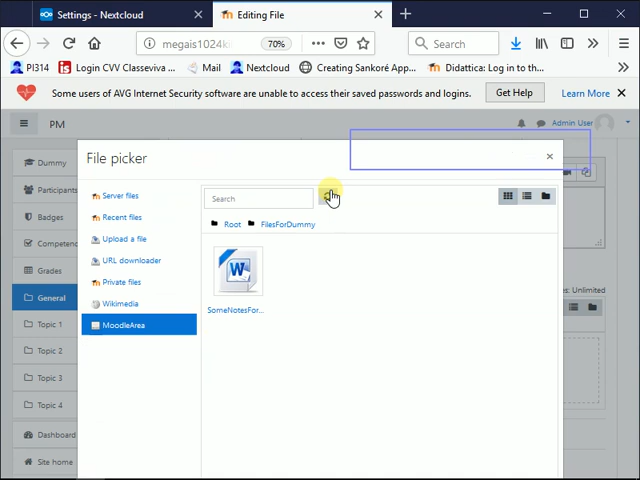 Settings - Nextcloud
Editing File
megais1024k
70%
Search
PI314
Login CVV Classeviva ...
Mail
Nextcloud
Creating Sankoré App...
Didattica: Log in to th...
Some users of AVG Internet Security software are unable to access their saved passwords and logins.
Get Help
Learn More
PM
Admin User
Dummy
Participants
Badges
Competenc
Grades
General
Topic 1
Topic 2
Topic 3
Topic 4
Dashboard
Site home
File picker
Server files
Recent files
Upload a file
URL downloader
Private files
Wikimedia
MoodleArea
Search
Root
FilesForDummy
SomeNotesFor...
es: Unlimited